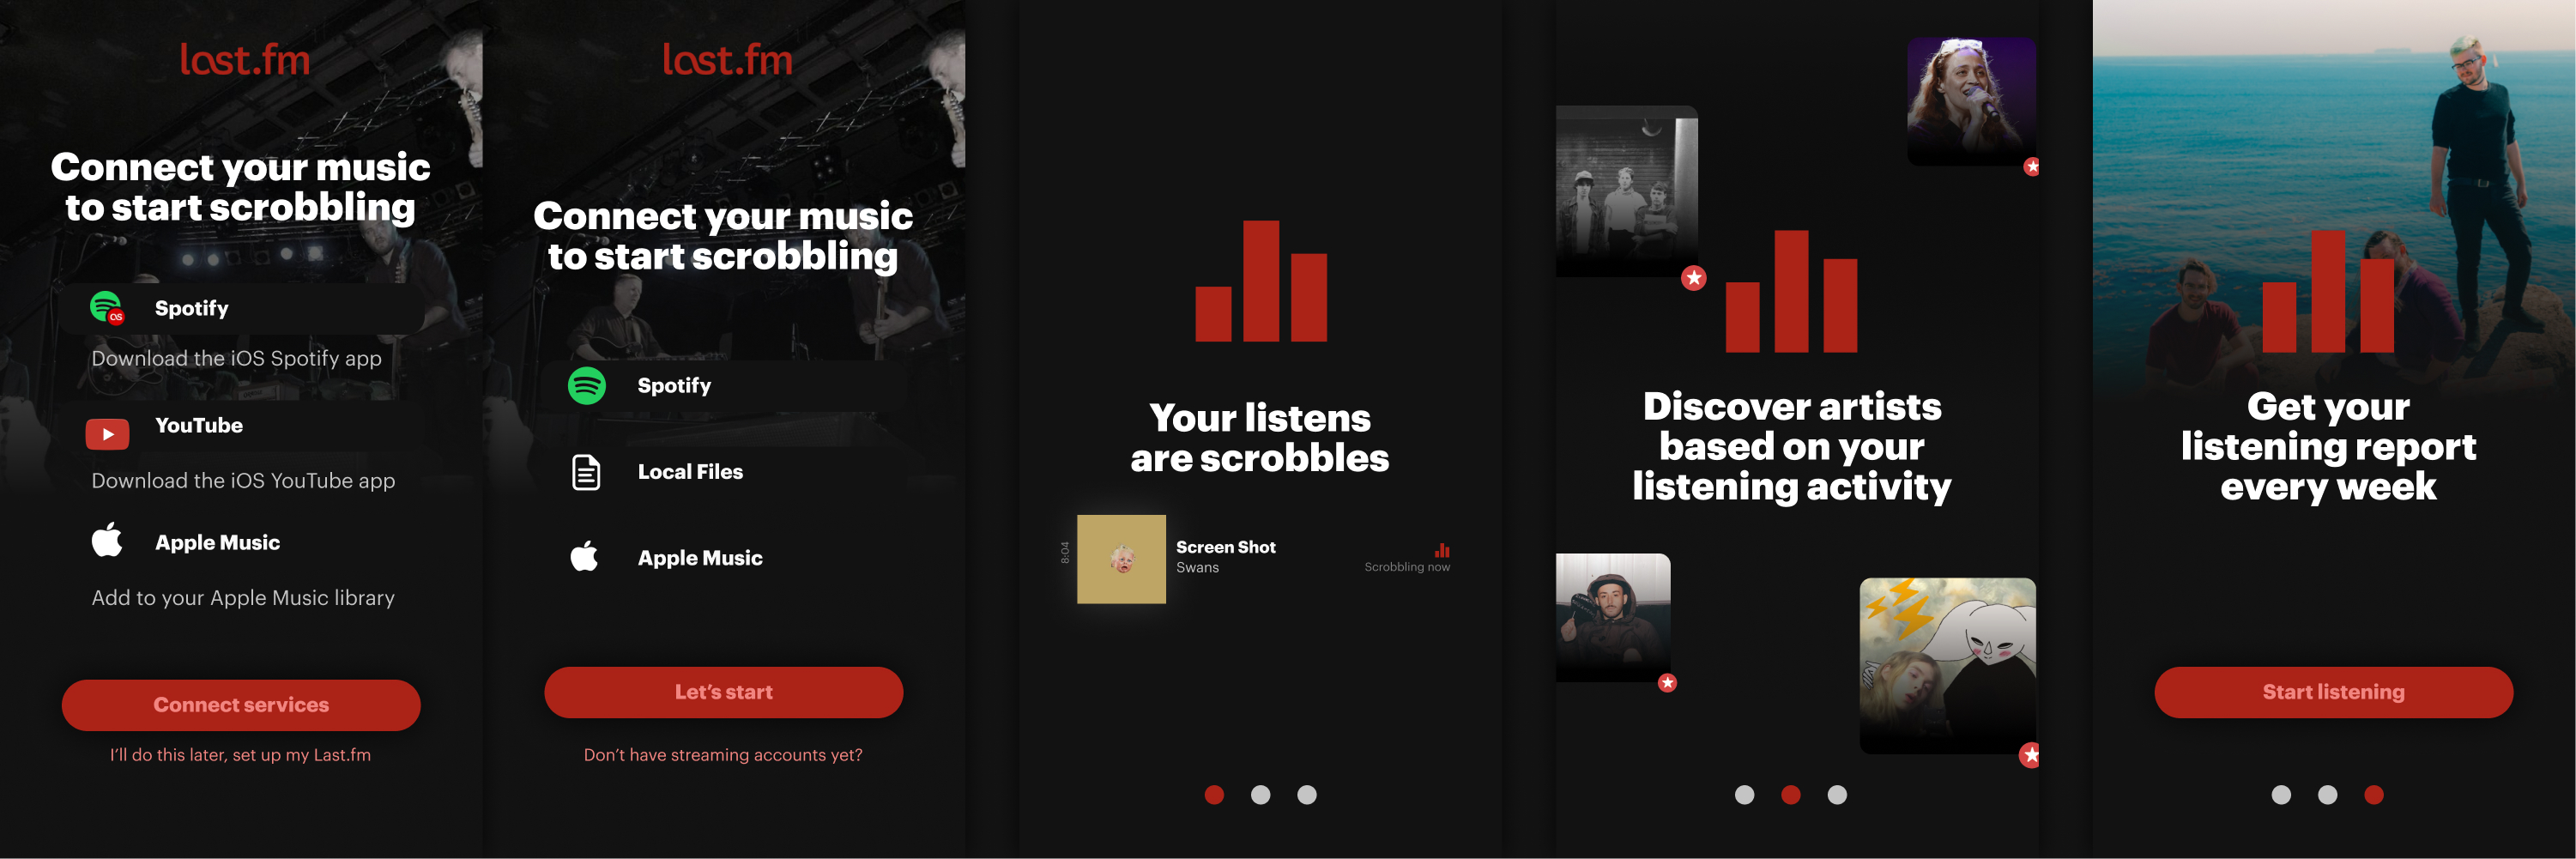 last.fm
Connect your music
to start scrobbling
Spotify
Download the iOS Spotify app
YouTube
Download the iOS YouTube app
Apple Music
Add to your Apple Music library
Connect services
I'll do this later, set up my Last.fm
last.fm
Connect your music
to start scrobbling
Spotify
Local Files
Apple Music
Let's start
Don't have streaming accounts yet?
Your listens
are scrobbles
8:04
Screen Shot
Swans
Scrobbling now
Discover artists
based on your
listening activity
Get your
listening report
every week
Start listening